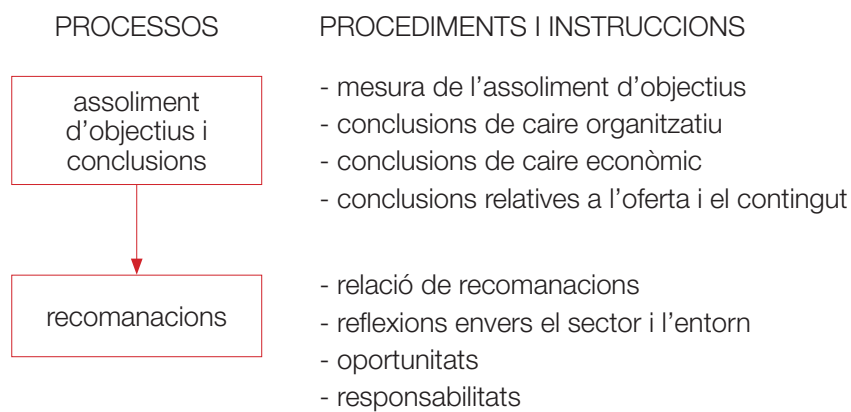 PROCESSOS PROCEDIMENTS I INSTRUCCIONS
assoliment
d’objectius i
conclusions
- mesura de l’assoliment d’objectius
- conclusions de caire organitzatiu
- conclusions de caire econòmic
- conclusions relatives a l’oferta i el contingut
recomanacions
- relació de recomanacions
- reflexions envers el sector i l’entorn
- oportunitats
- responsabilitats